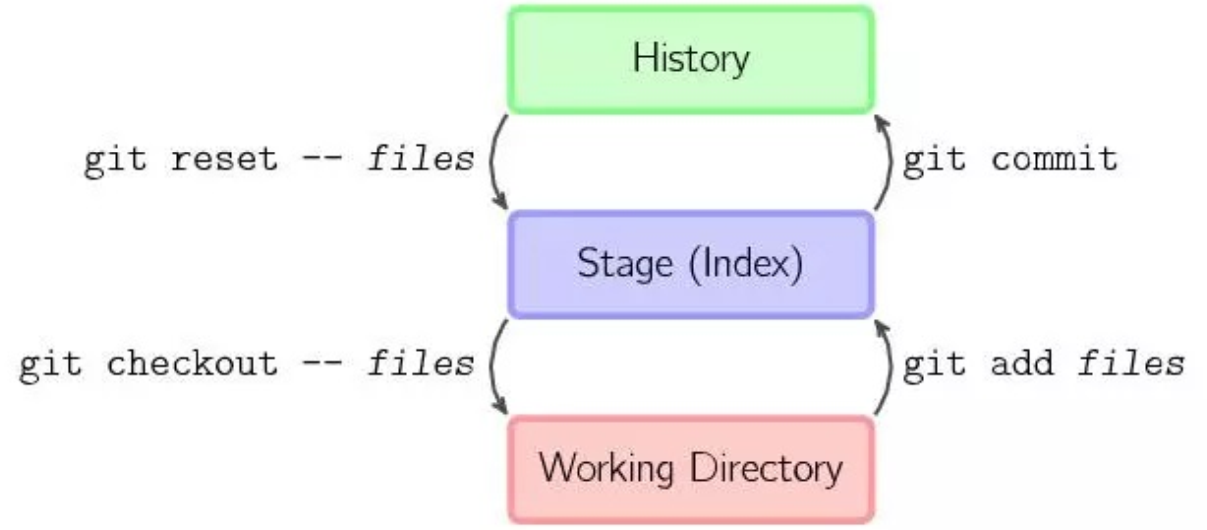 History
git reset -- files
git commit
Stage (Index)
git checkout -- files
git add files
Working Directory